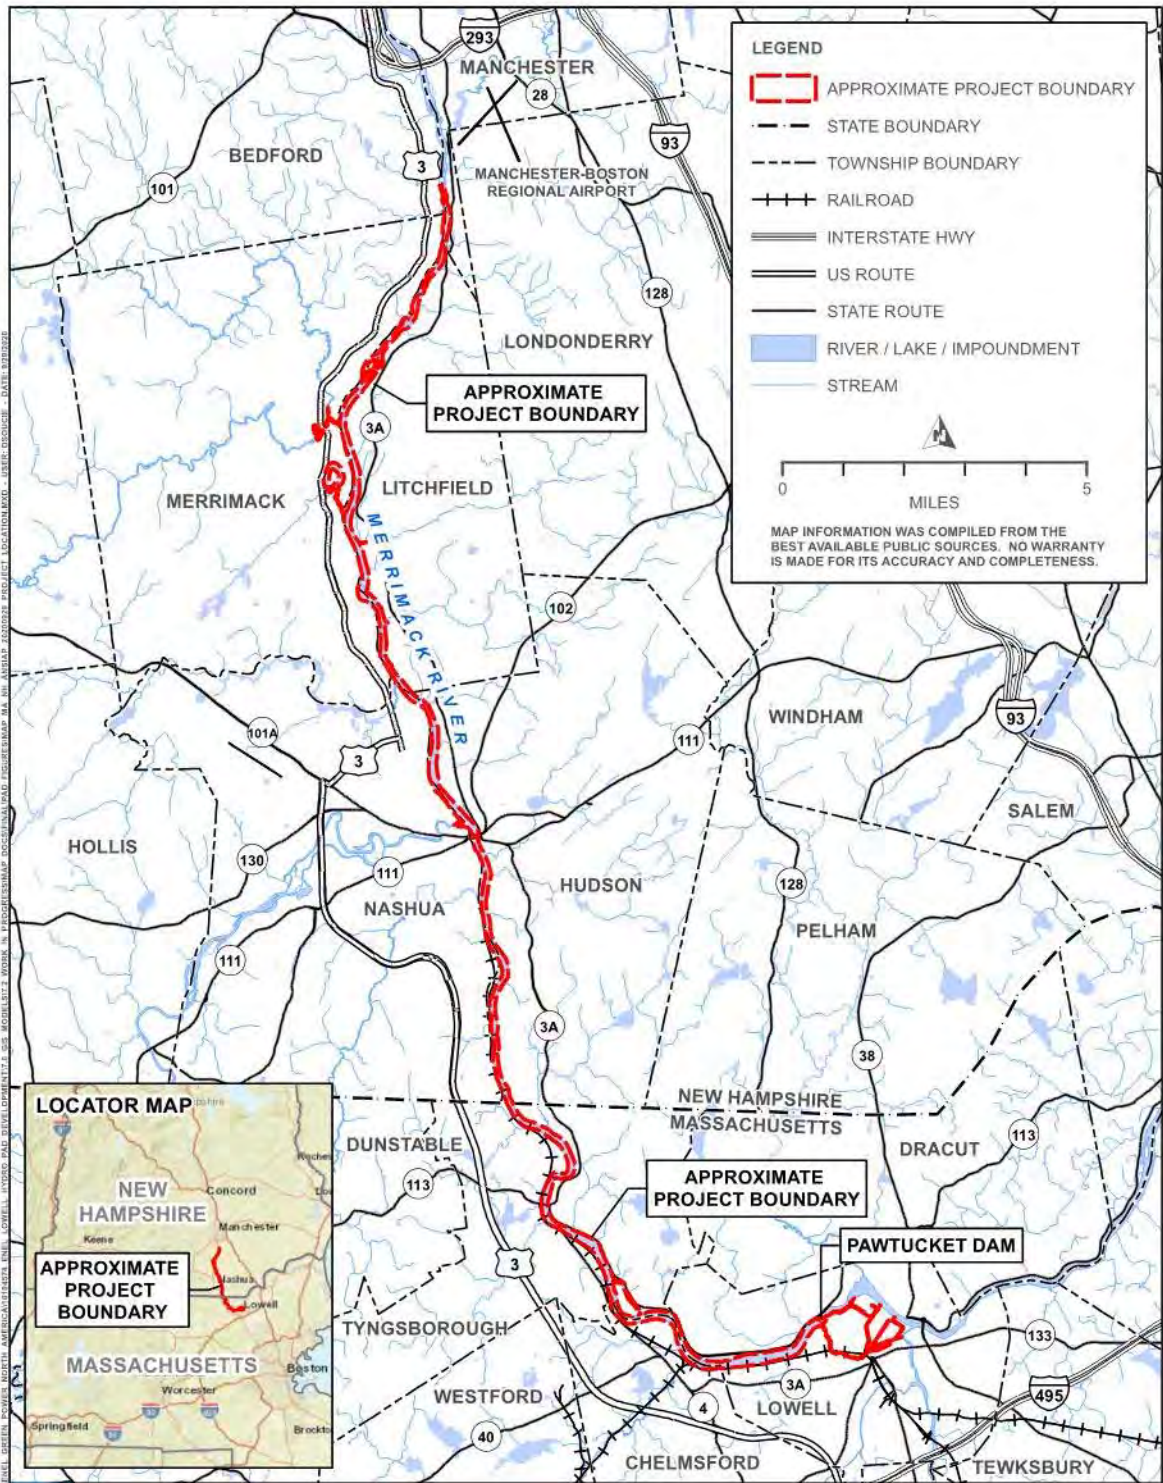 293
MANCHESTER
28
BEDFORD
3
93
101
MANCHESTER-BOSTON
REGIONAL AIRPORT
LEGEND
APPROXIMATE PROJECT BOUNDARY
STATE BOUNDARY
TOWNSHIP BOUNDARY
RAILROAD
INTERSTATE HWY
US ROUTE
STATE ROUTE
RIVER / LAKE / IMPOUNDMENT
STREAM
N
0
5
MILES
MAP INFORMATION WAS COMPILED FROM THE
BEST AVAILABLE PUBLIC SOURCES. NO WARRANTY
IS MADE FOR ITS ACCURACY AND COMPLETENESS.
128
LONDONDERRY
APPROXIMATE
PROJECT BOUNDARY
3A
MERRIMACK
LITCHFIELD
MERRIMACK RIVER
102
WINDHAM
93
101A
111
3
SALEM
HOLLIS
130
111
HUDSON
128
NASHUA
PELHAM
111
3A
38
NEW HAMPSHIRE
MASSACHUSETTS
DUNSTABLE
DRACUT
113
113
APPROXIMATE
PROJECT BOUNDARY
PAWTUCKET DAM
3
TYNGSBOROUGH
133
WESTFORD
3A
495
4
LOWELL
40
CHELMSFORD
TEWKSBURY
LOCATOR MAP
NEW
HAMPSHIRE
Concord
Manchester
Keene
APPROXIMATE
PROJECT
BOUNDARY
Nashua
Lowell
MASSACHUSETTS
Boston
Worcester
Springfield
Brockto